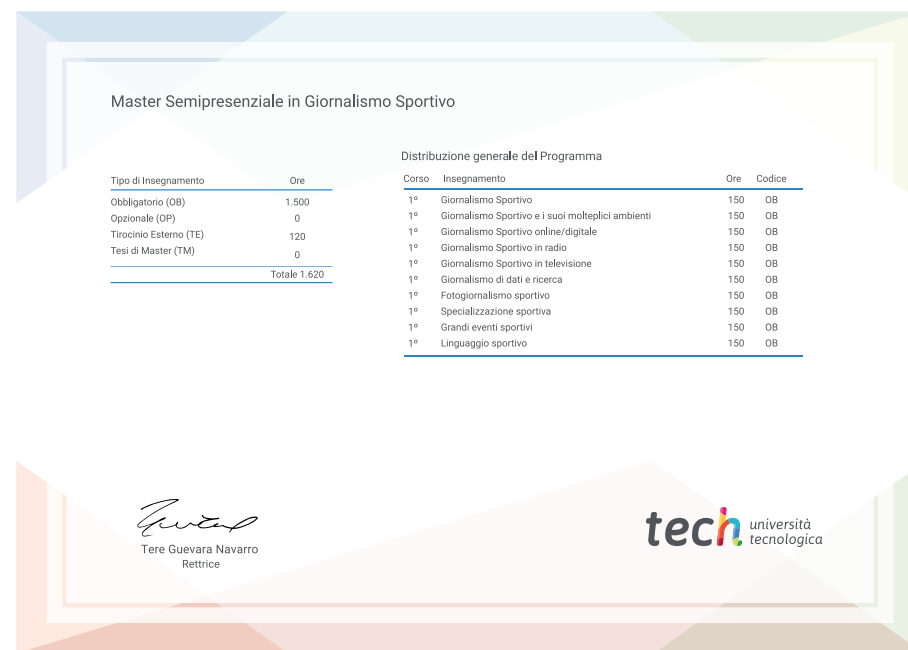 Master Semipresenziale in Giornalismo Sportivo
Tipo di Insegnamento Ore
Obbligatorio (OB) 1.500
Opzionale (OP) 0
Tirocinio Esterno (TE) 120
Tesi di Master (TM) 0
Totale 1.620
Distribuzione generale del Programma
Corso Insegnamento Ore Codice
1º Giornalismo Sportivo 150 OB
1º Giornalismo Sportivo e i suoi molteplici ambienti 150 OB
1º Giornalismo Sportivo online/digitale 150 OB
1º Giornalismo Sportivo in radio 150 OB
1º Giornalismo Sportivo in televisione 150 OB
1º Giornalismo di dati e ricerca 150 OB
1º Fotogiornalismo sportivo 150 OB
1º Specializzazione sportiva 150 OB
1º Grandi eventi sportivi 150 OB
1º Linguaggio sportivo 150 OB
Tere Guevara Navarro
Rettrice
tech università
tecnologica